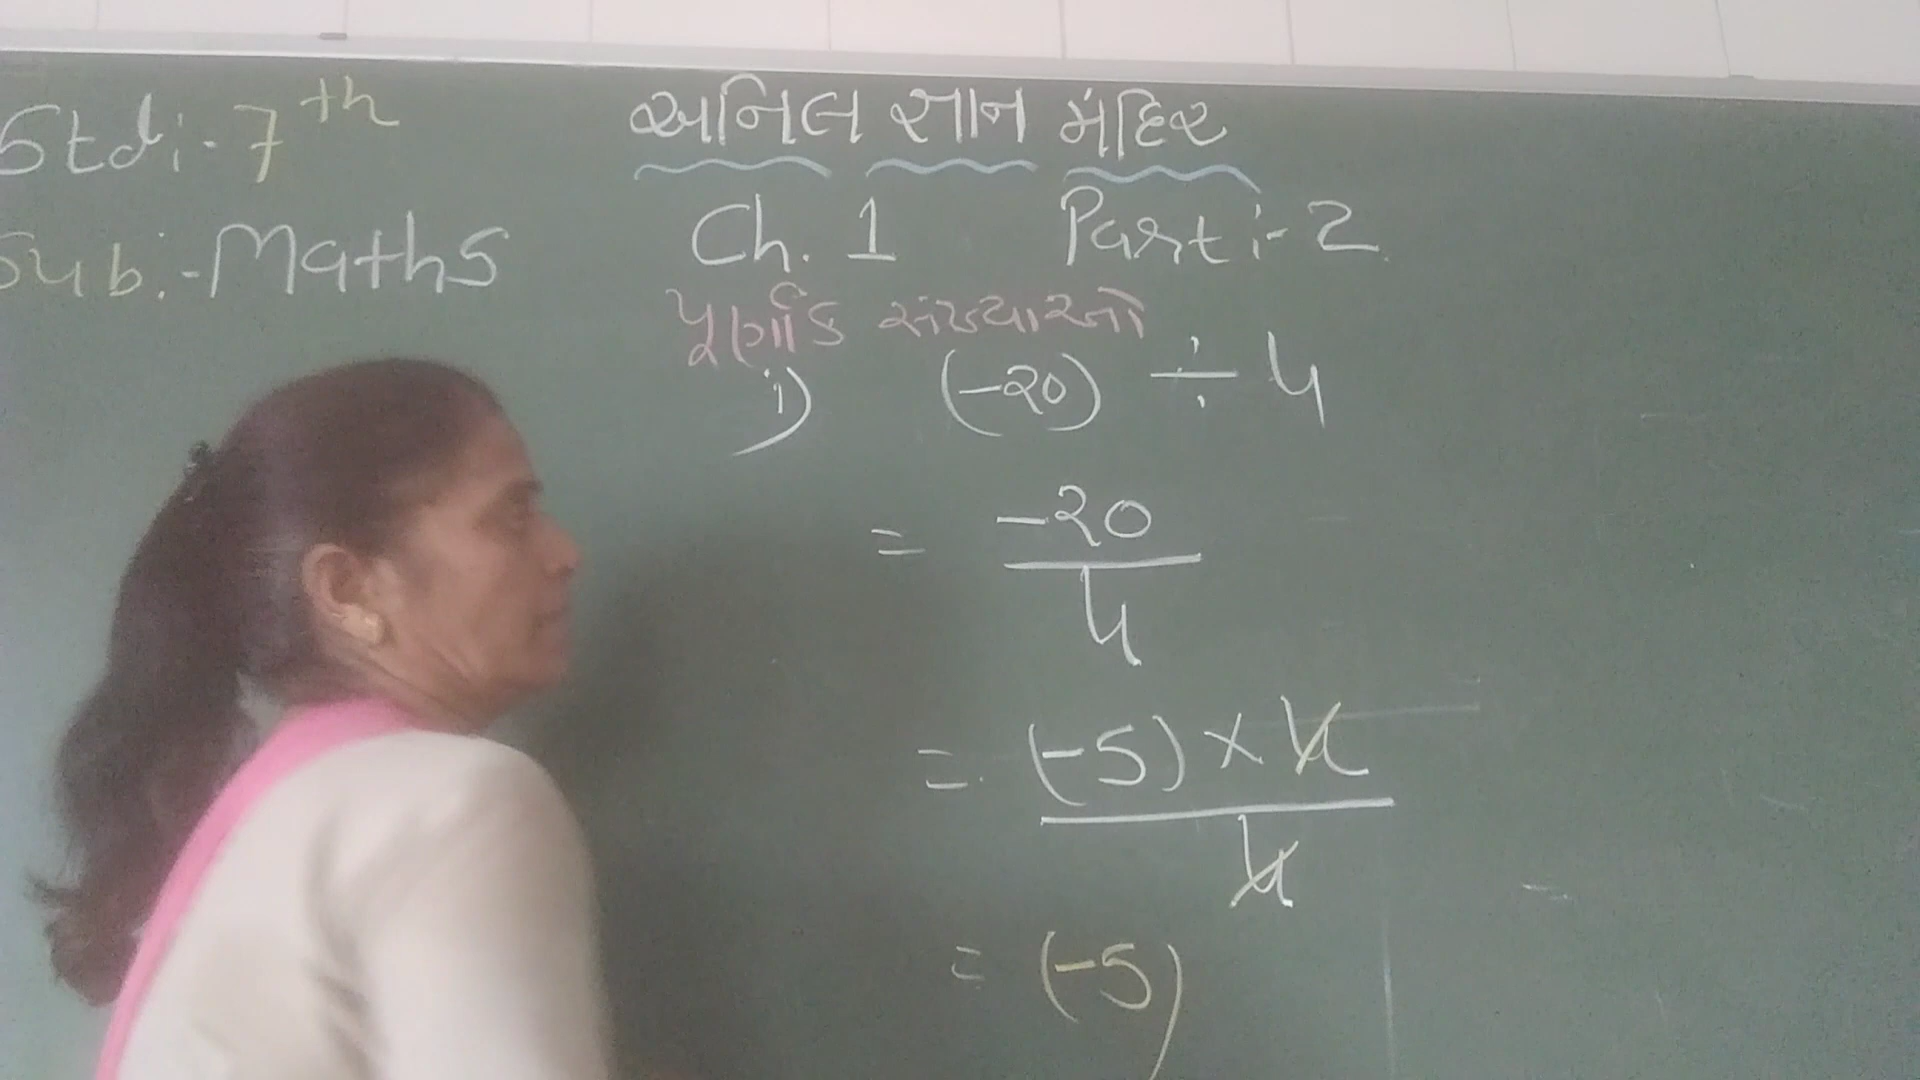 Std:- 7th
અનિલ જ્ઞાન મંદિર
Sub:- Maths
Ch. 1 Part:- 2
પૂર્ણાંક સંખ્યાઓ
i) (-20) ÷ 4
= -20
4
= (-5) × 4
4
= (-5)